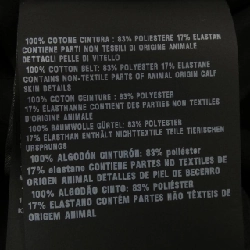 100% COTONE CINTURA : 83% POLIESTERE 17% ELASTAN
CONTIENE PARTI NON TESSILI DI ORIGINE ANIMALE
DETTAGLI PELLE DI VITELLO
100% COTTON BELT : 83% POLYESTER 17% ELASTANE
CONTAINS NON-TEXTILE PARTS OF ANIMAL ORIGIN CALF
SKIN DETAILS
100% COTON CEINTURE : 83% POLYESTER
17% ELASTHANNE CONTIENT DES PARTIES NON TEXTILES
D'ORIGINE ANIMALE
100% BAUMWOLLE GÜRTEL: 83% POLYESTER
17% ELASTHAN ENTHÄLT NICHTTEXTILE TEILE TIERISCHEN
URSPRUNGS
100% ALGODÓN CINTURÓN: 83% poliéster
17% elastano CONTIENE PARTES NO TEXTILES DE
ORIGEN ANIMAL DETALLES DE PIEL DE BECERRO
100% ALGODÃO CINTO: 83% POLIÉSTER
17% ELASTANO CONTÉM PARTES NÃO TÊXTEIS DE
ORIGEM ANIMAL